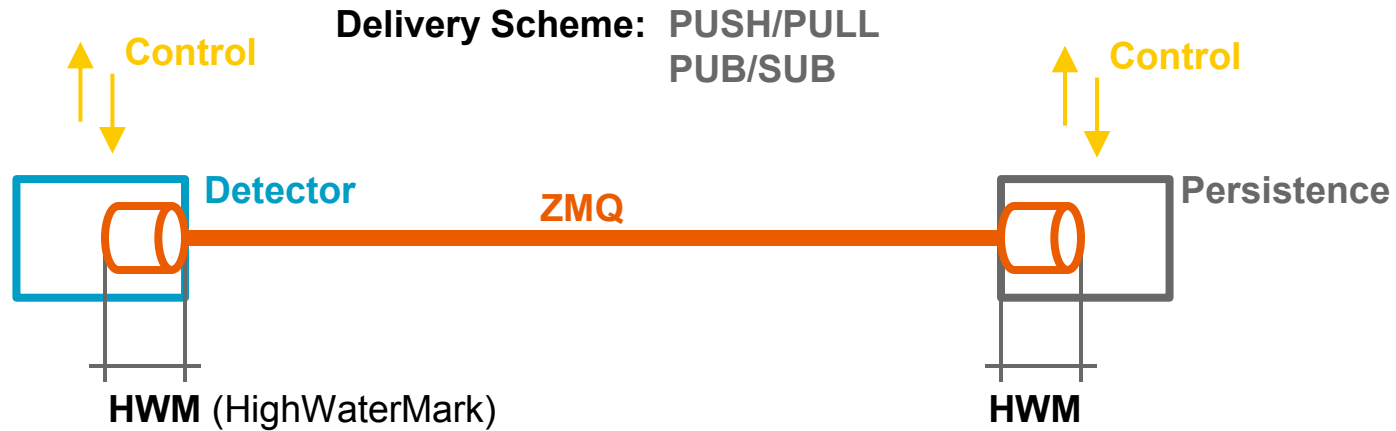 Delivery Scheme: PUSH/PULL
PUB/SUB
Control
Control
Detector
ZMQ
Persistence
HWM (HighWaterMark)
HWM